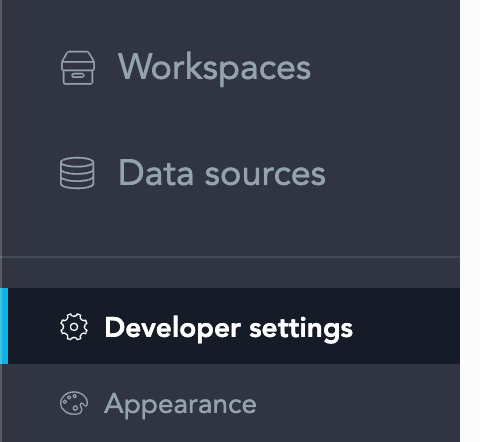 Workspaces
Data sources
Developer settings
Appearance